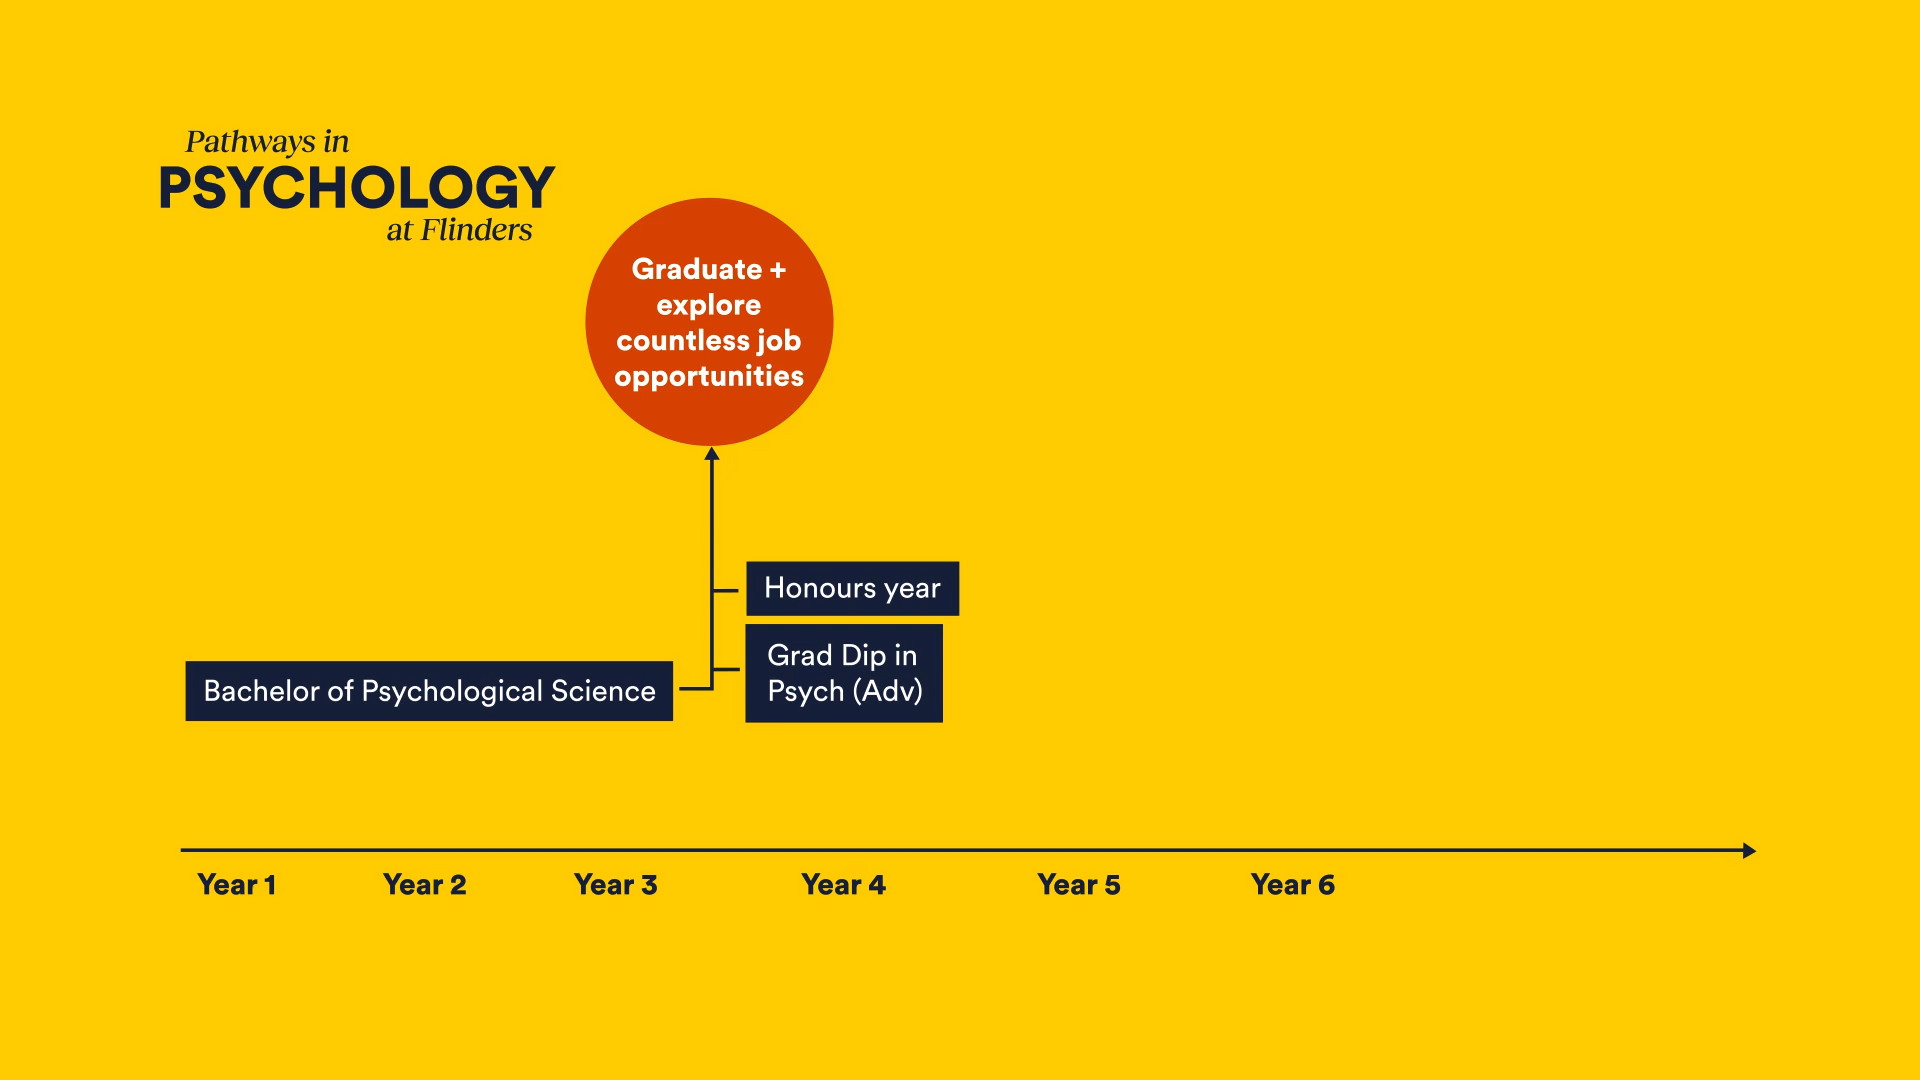 Pathways in
PSYCHOLOGY
at Flinders
Graduate +
explore
countless job
opportunities
Honours year
Grad Dip in
Psych (Adv)
Bachelor of Psychological Science
Year 1
Year 2
Year 3
Year 4
Year 5
Year 6